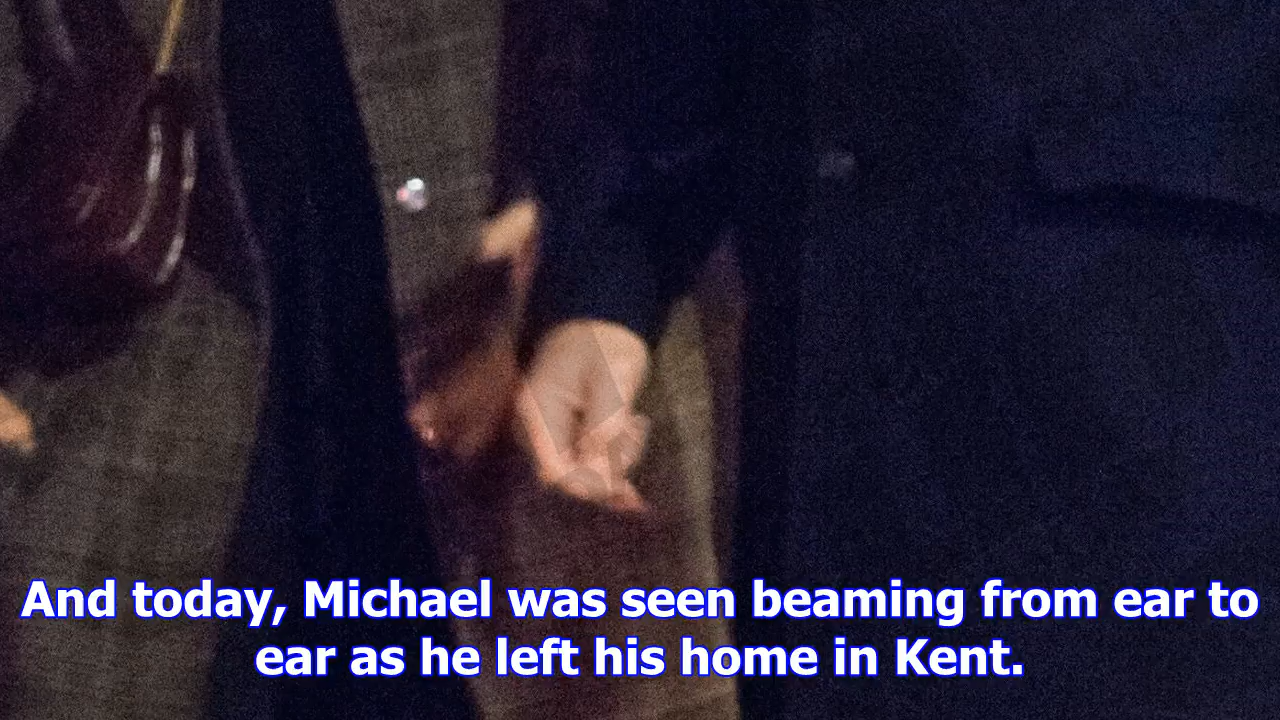 And today, Michael was seen beaming from ear to
ear as he left his home in Kent.